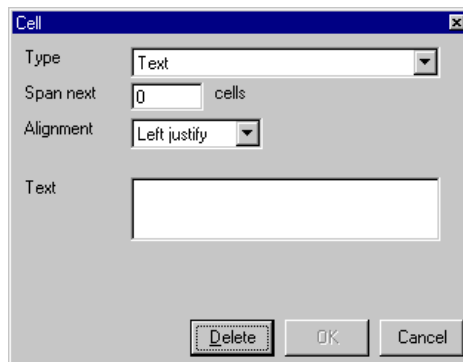 Cell
Type Text
Span next 0 cells
Alignment Left justify
Text
Delete OK Cancel